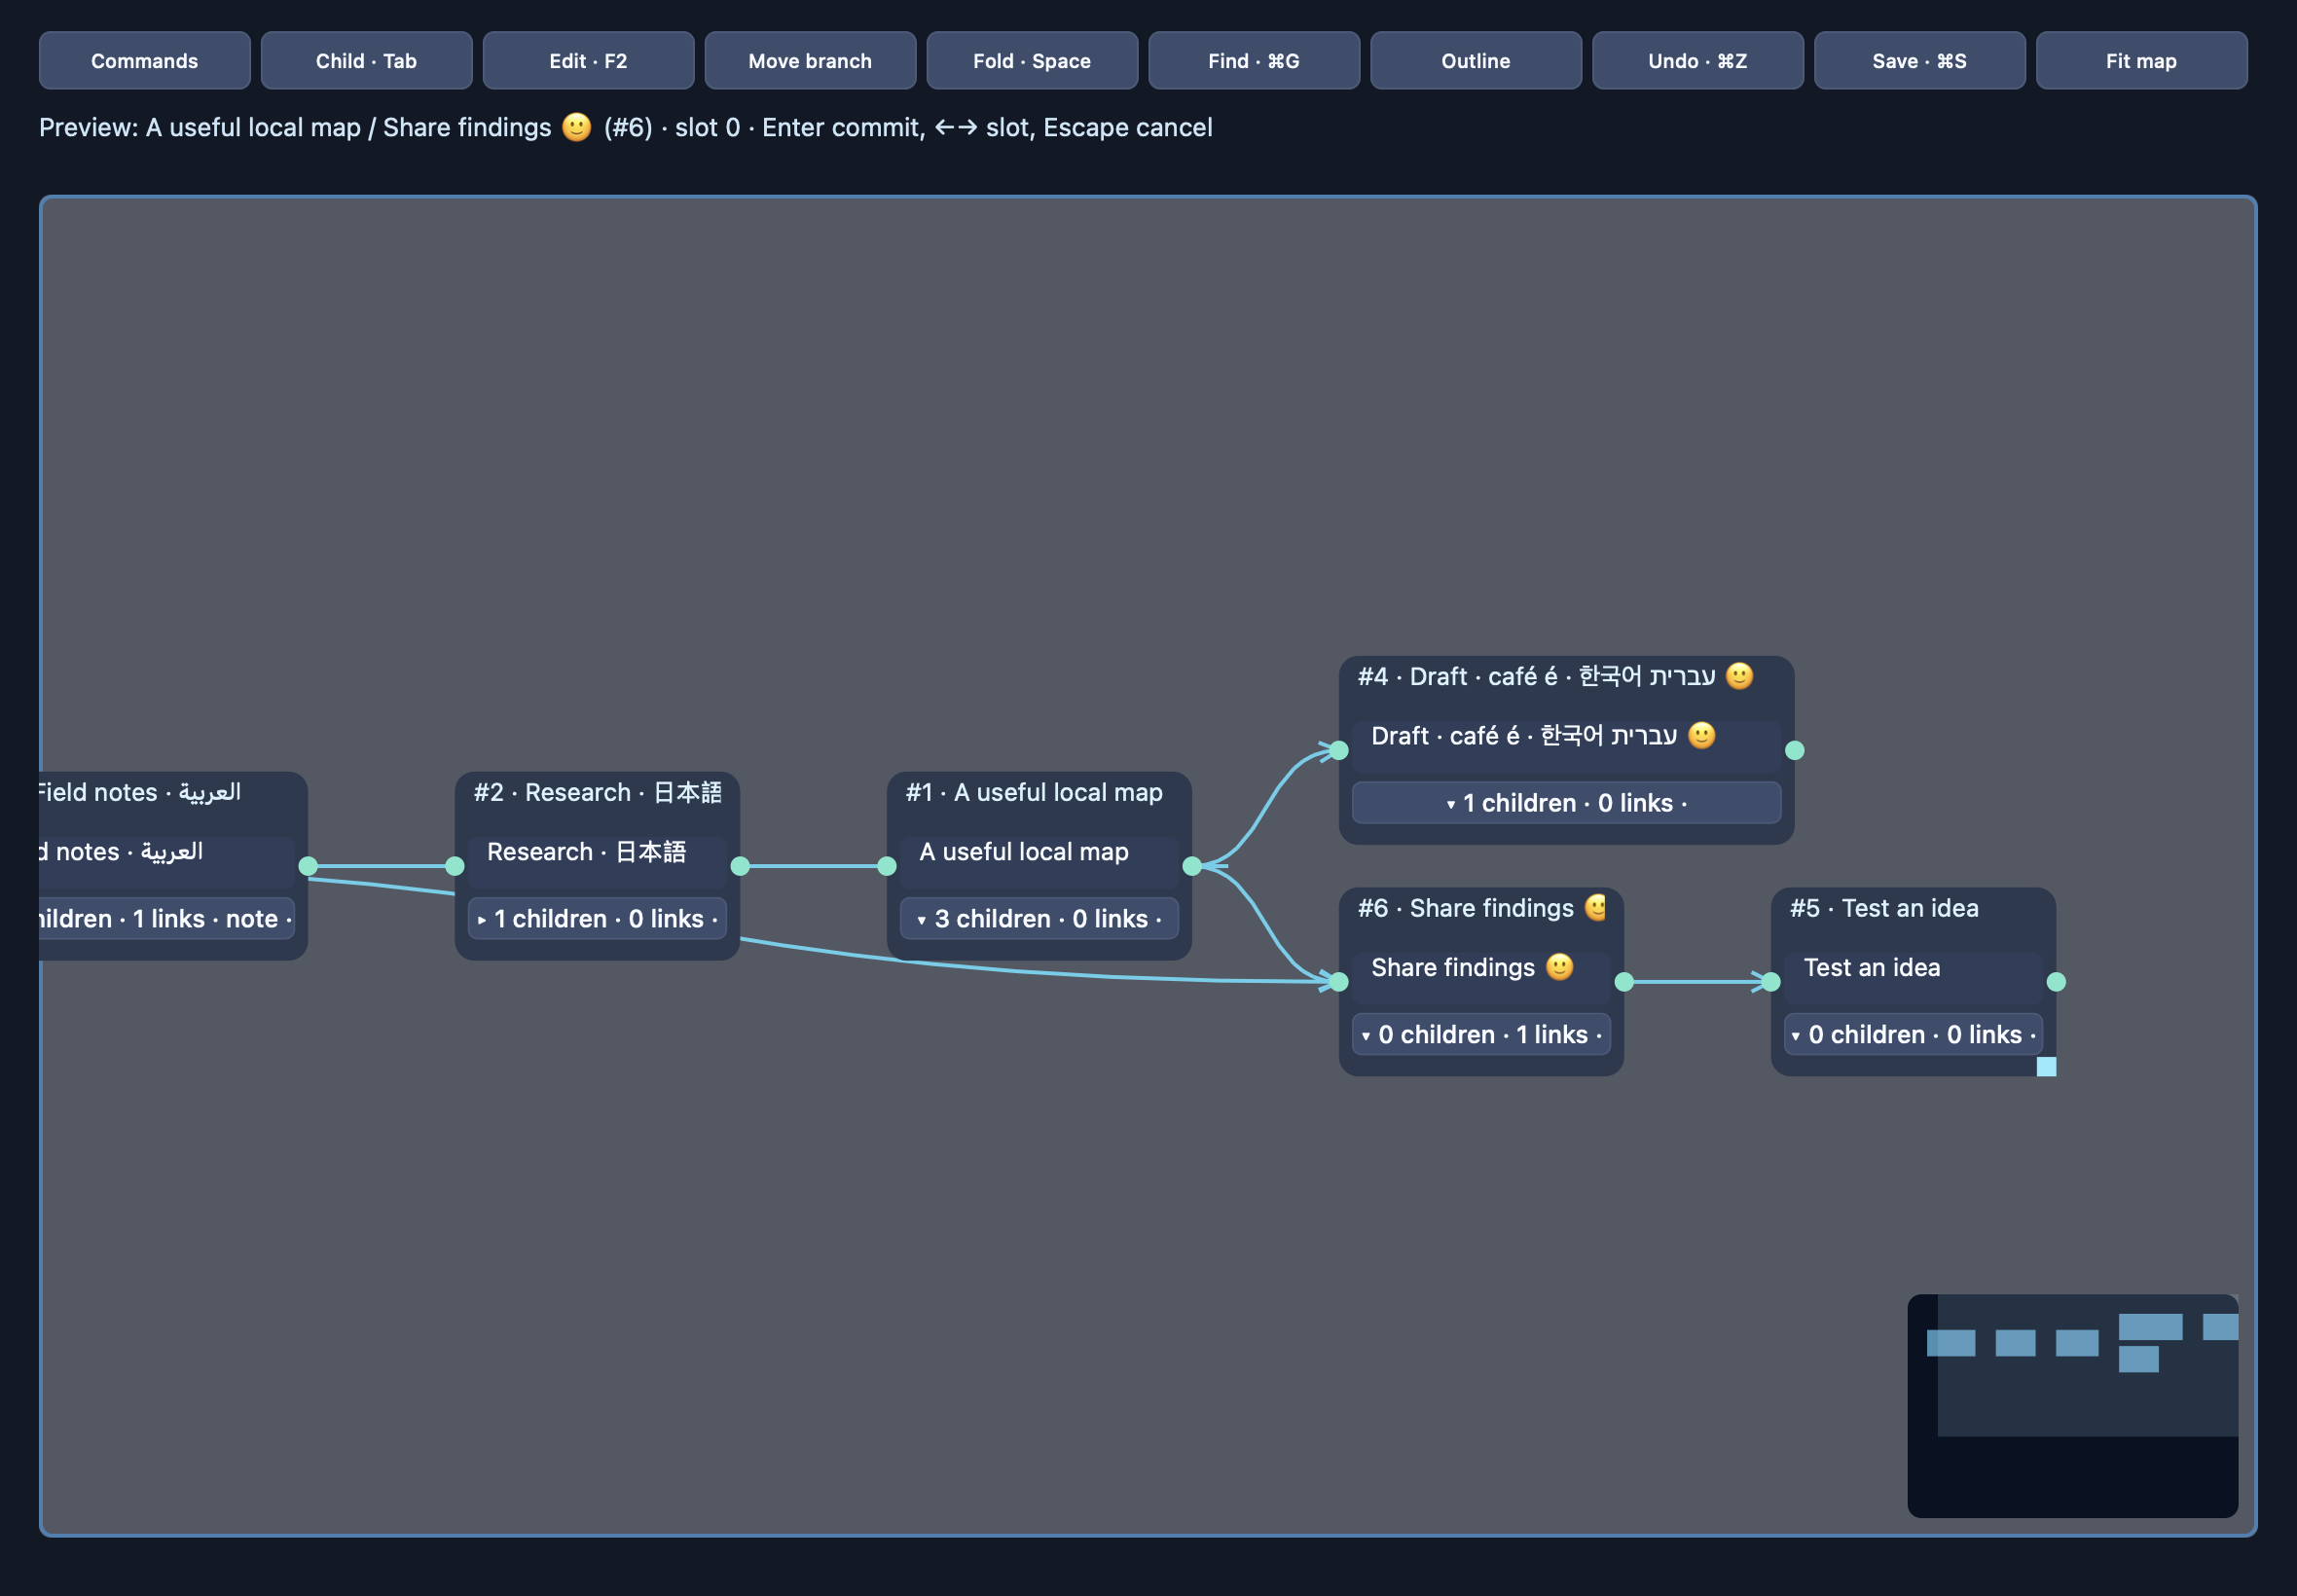 Commands
Child · Tab
Edit · F2
Move branch
Fold · Space
Find · ⌘G
Outline
Undo · ⌘Z
Save · ⌘S
Fit map
Preview: A useful local map / Share findings 🙂 (#6) · slot 0 · Enter commit, ←→ slot, Escape cancel
#4 · Draft · café é · 한국어 עברית 🙂
Draft · café é · 한국어 עברית 🙂
▾ 1 children · 0 links ·
Field notes · العربية
notes · العربية
1 links · note ·
#2 · Research · 日本語
Research · 日本語
▸ 1 children · 0 links ·
#1 · A useful local map
A useful local map
▾ 3 children · 0 links ·
#6 · Share findings 🙂
Share findings 🙂
▾ 0 children · 1 links ·
#5 · Test an idea
Test an idea
▾ 0 children · 0 links ·